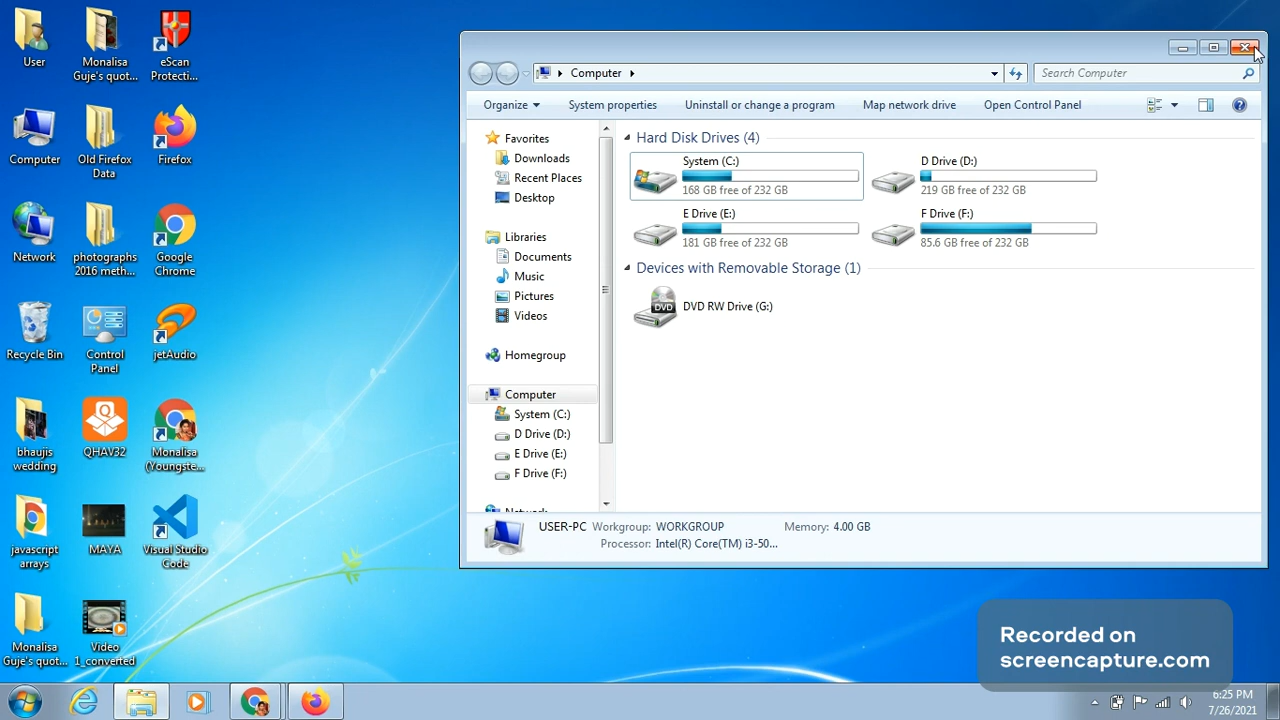 User
Monalisa
Guje's quot...
eScan
Protecti...
Computer
Old Firefox
Data
Firefox
Network
photographs
2016 meth...
Google
Chrome
Recycle Bin
Control
Panel
jetAudio
bhaujis
wedding
QHAV32
Monalisa
(Youngste...
javascript
arrays
MAYA
Visual Studio
Code
Monalisa
Guje's quot...
Video
1_converted
Computer
Search Computer
Organize
System properties
Uninstall or change a program
Map network drive
Open Control Panel
Favorites
Downloads
Recent Places
Desktop
Libraries
Documents
Music
Pictures
Videos
Homegroup
Computer
System (C:)
D Drive (D:)
E Drive (E:)
F Drive (F:)
Network
Hard Disk Drives (4)
System (C:)
168 GB free of 232 GB
D Drive (D:)
219 GB free of 232 GB
E Drive (E:)
181 GB free of 232 GB
F Drive (F:)
85.6 GB free of 232 GB
Devices with Removable Storage (1)
DVD
DVD RW Drive (G:)
USER-PC Workgroup: WORKGROUP Memory: 4.00 GB
Processor: Intel(R) Core(TM) i3-50...
Recorded on
screencapture.com
6:25 PM
7/26/2021